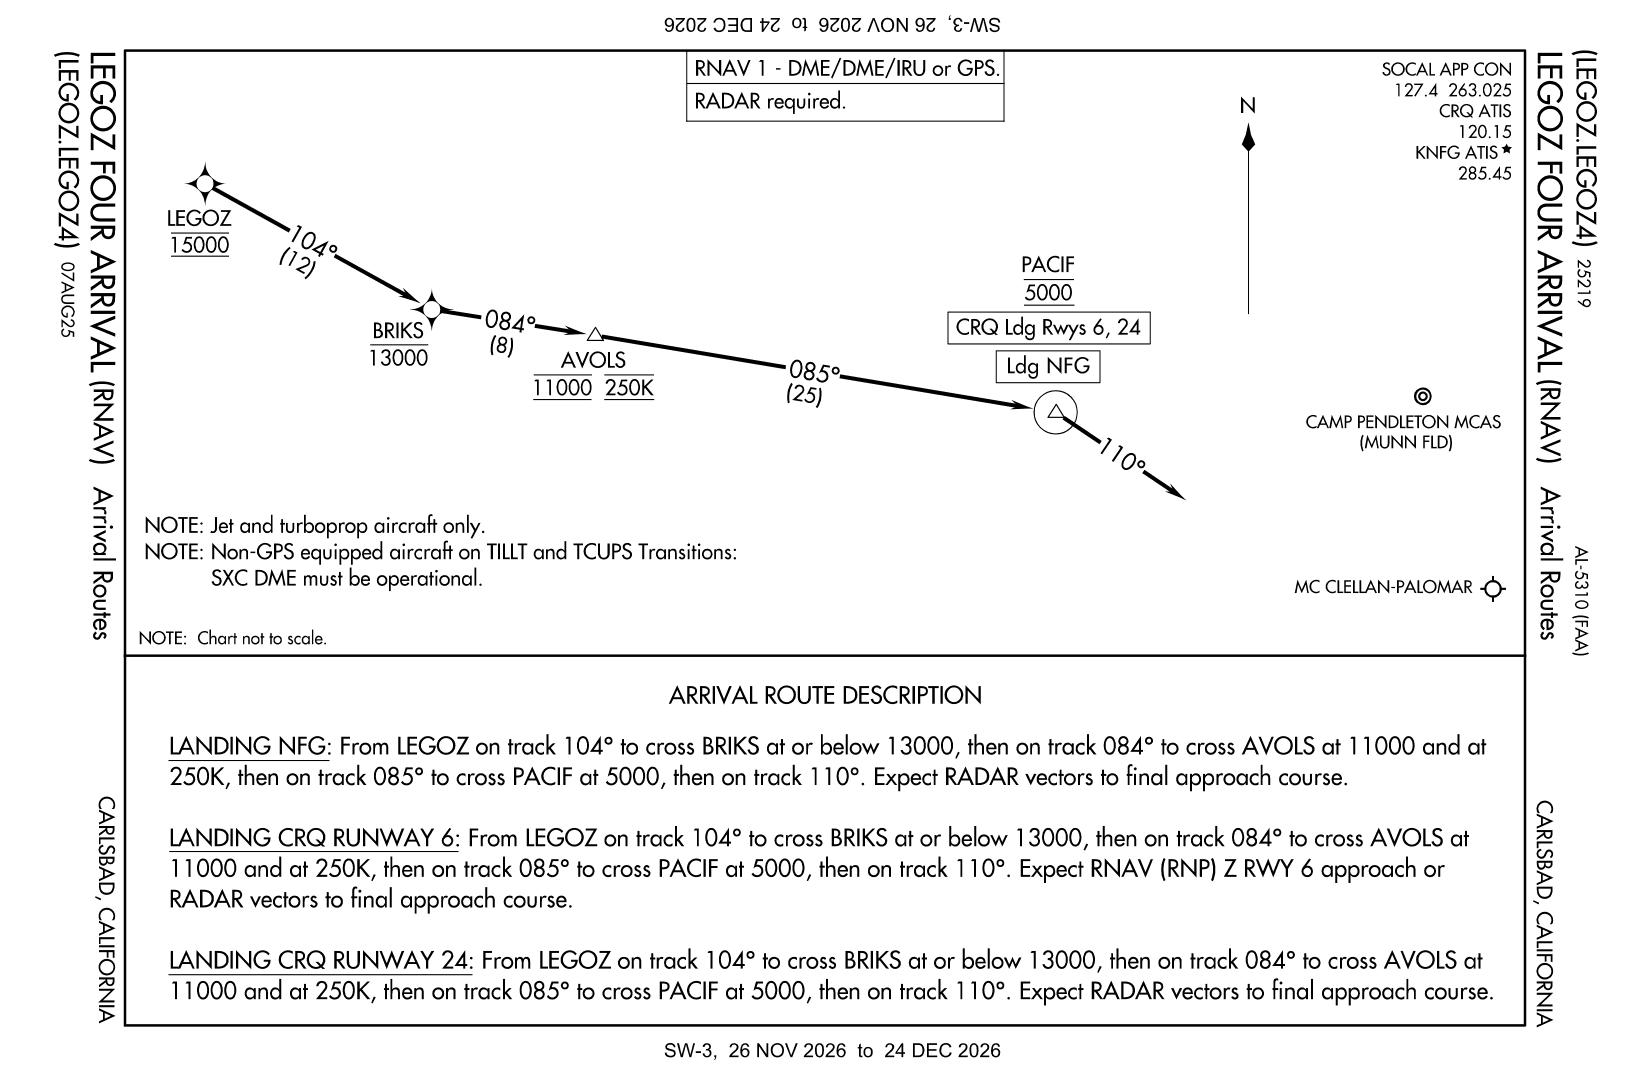 SW-3, 26 NOV 2026 to 24 DEC 2026
(LEGOZ.LEGOZ4) 07AUG25
LEGOZ FOUR ARRIVAL (RNAV) Arrival Routes
CARLSBAD, CALIFORNIA
RNAV 1 - DME/DME/IRU or GPS.
RADAR required.
SOCAL APP CON
127.4 263.025
CRQ ATIS
120.15
KNFG ATIS★
285.45
N
LEGOZ
15000
104°
(12)
BRIKS
13000
084°
(8)
AVOLS
11000 250K
085°
(25)
PACIF
5000
CRQ Ldg Rwys 6, 24
Ldg NFG
110°
CAMP PENDLETON MCAS
(MUNN FLD)
MC CLELLAN-PALOMAR
NOTE: Jet and turboprop aircraft only.
NOTE: Non-GPS equipped aircraft on TILLT and TCUPS Transitions:
SXC DME must be operational.
NOTE: Chart not to scale.
ARRIVAL ROUTE DESCRIPTION
LANDING NFG: From LEGOZ on track 104° to cross BRIKS at or below 13000, then on track 084° to cross AVOLS at 11000 and at
250K, then on track 085° to cross PACIF at 5000, then on track 110°. Expect RADAR vectors to final approach course.
LANDING CRQ RUNWAY 6: From LEGOZ on track 104° to cross BRIKS at or below 13000, then on track 084° to cross AVOLS at
11000 and at 250K, then on track 085° to cross PACIF at 5000, then on track 110°. Expect RNAV (RNP) Z RWY 6 approach or
RADAR vectors to final approach course.
LANDING CRQ RUNWAY 24: From LEGOZ on track 104° to cross BRIKS at or below 13000, then on track 084° to cross AVOLS at
11000 and at 250K, then on track 085° to cross PACIF at 5000, then on track 110°. Expect RADAR vectors to final approach course.
(LEGOZ.LEGOZ4) 25219
AL-5310 (FAA)
LEGOZ FOUR ARRIVAL (RNAV) Arrival Routes
CARLSBAD, CALIFORNIA
SW-3, 26 NOV 2026 to 24 DEC 2026